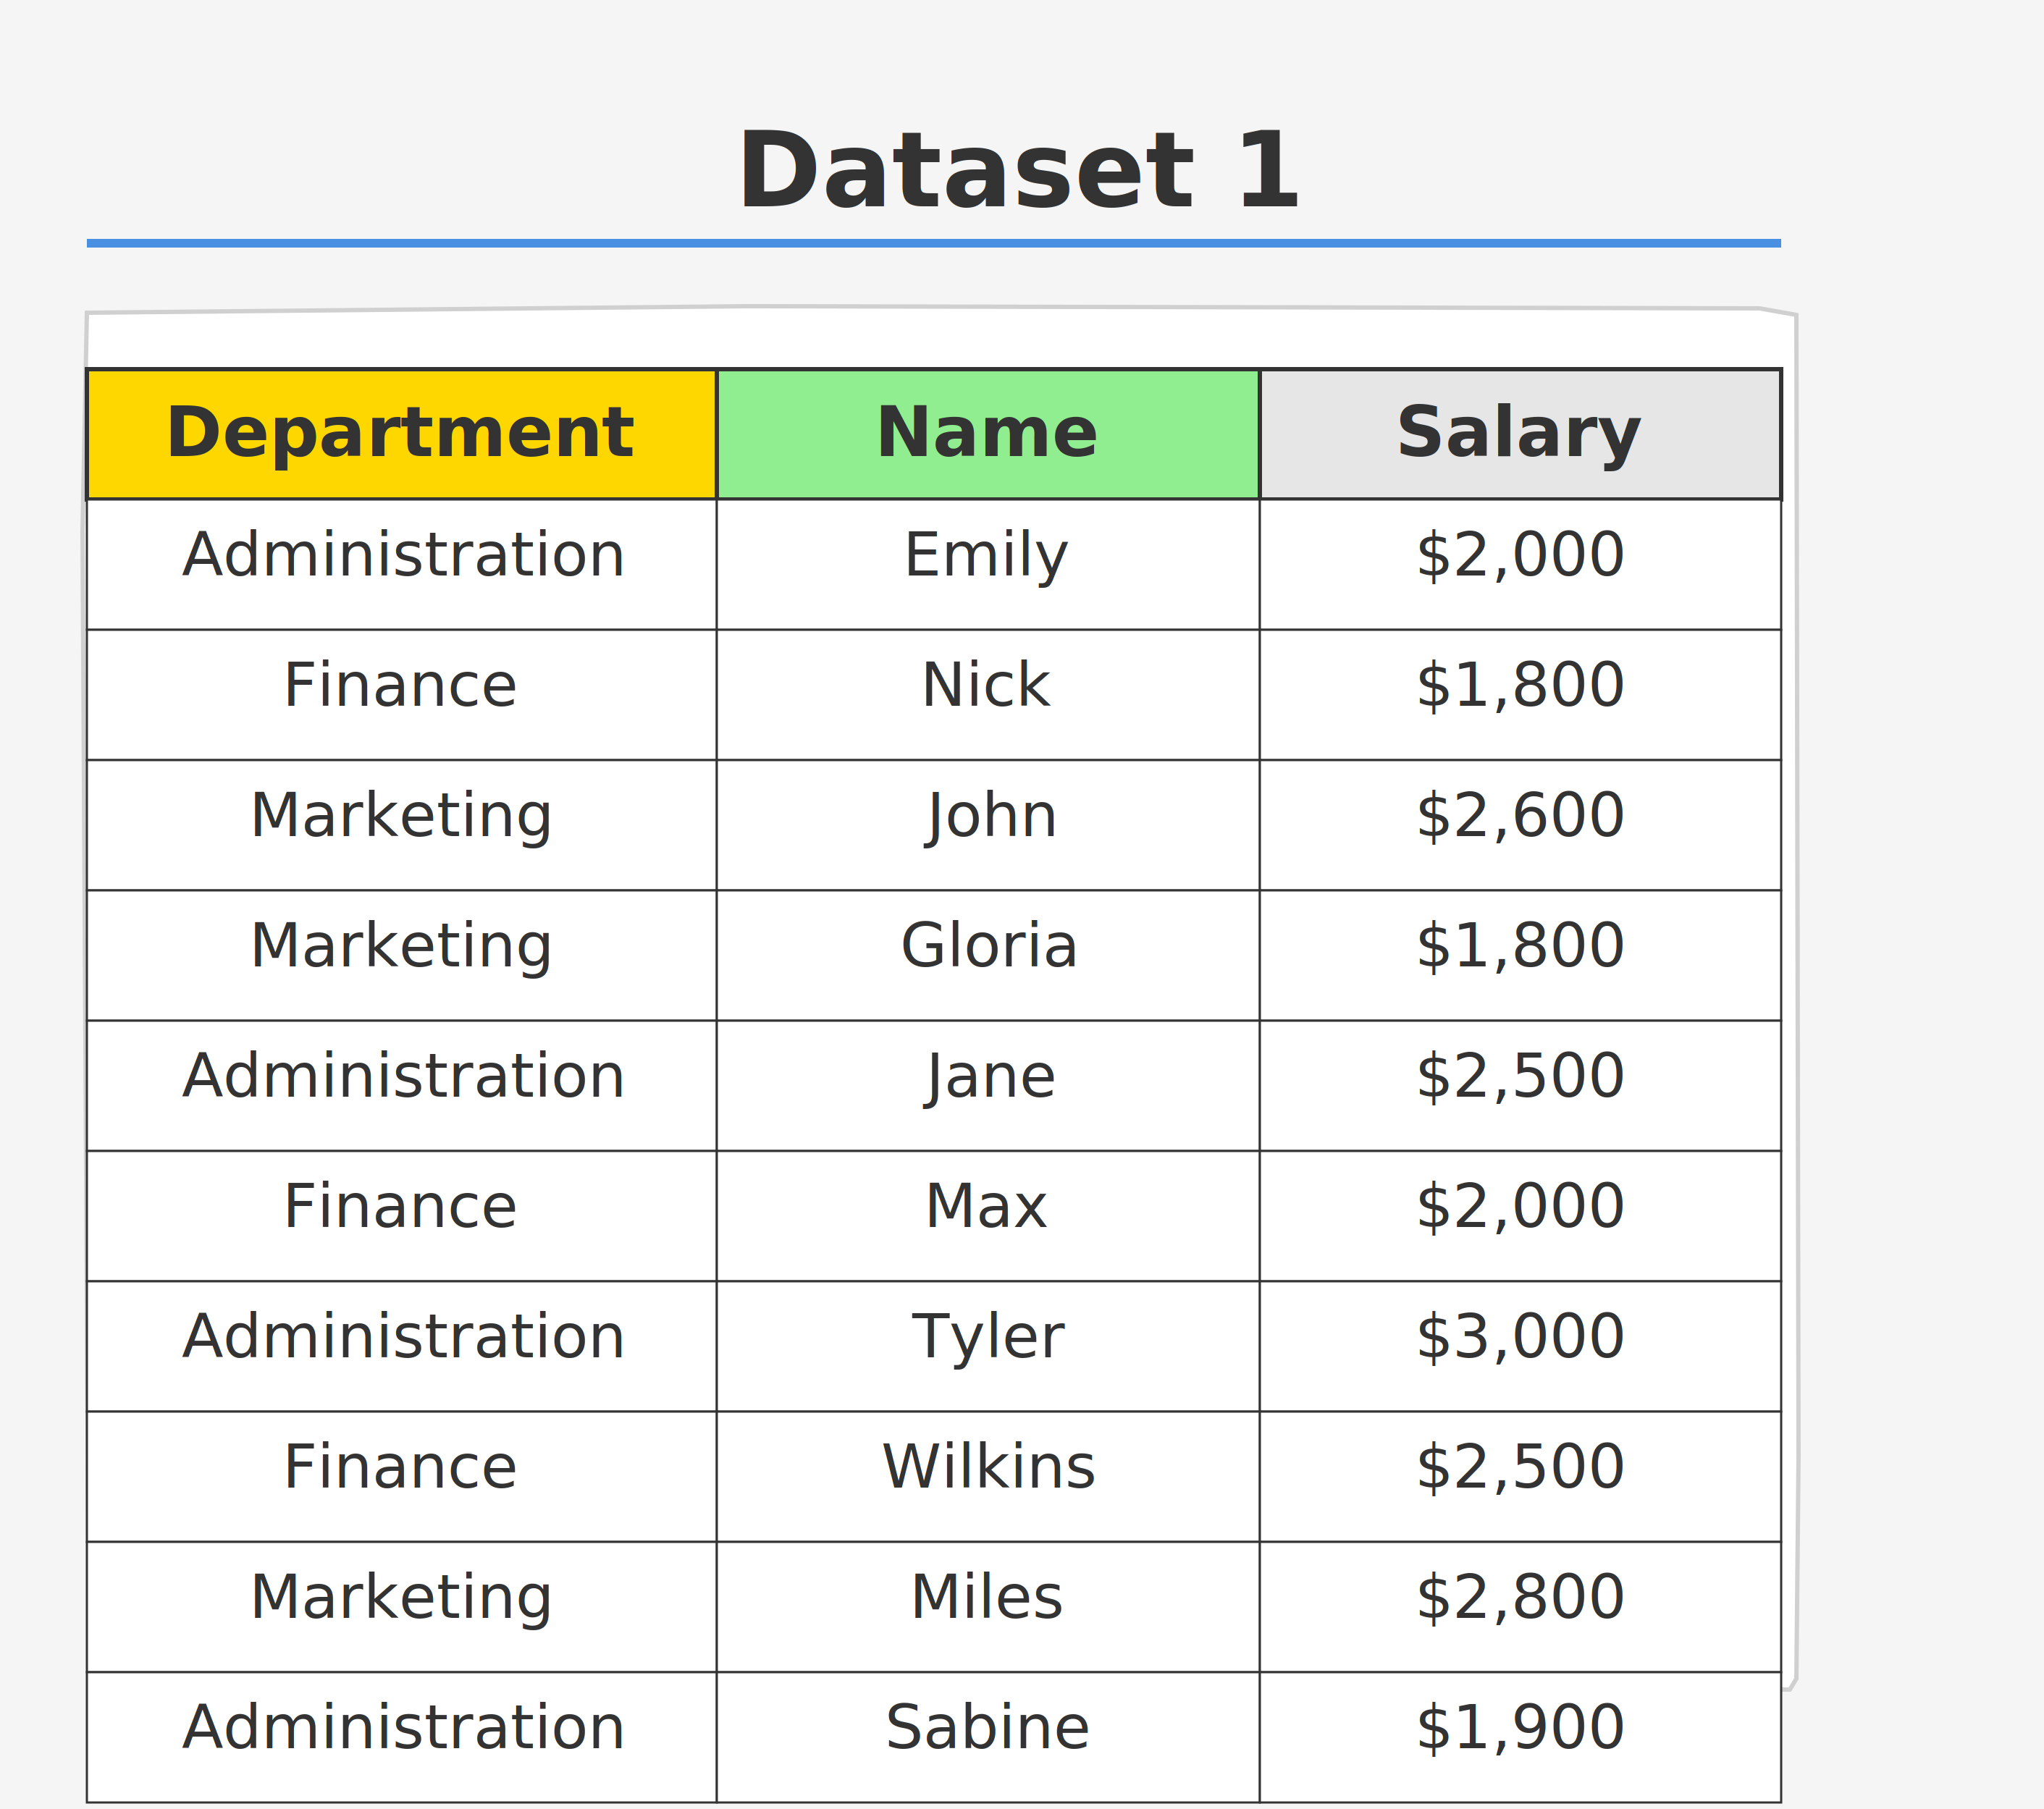 Dataset 1
Department Name Salary
Administration Emily $2,000
Finance Nick $1,800
Marketing John $2,600
Marketing Gloria $1,800
Administration Jane $2,500
Finance Max $2,000
Administration Tyler $3,000
Finance Wilkins $2,500
Marketing Miles $2,800
Administration Sabine $1,900